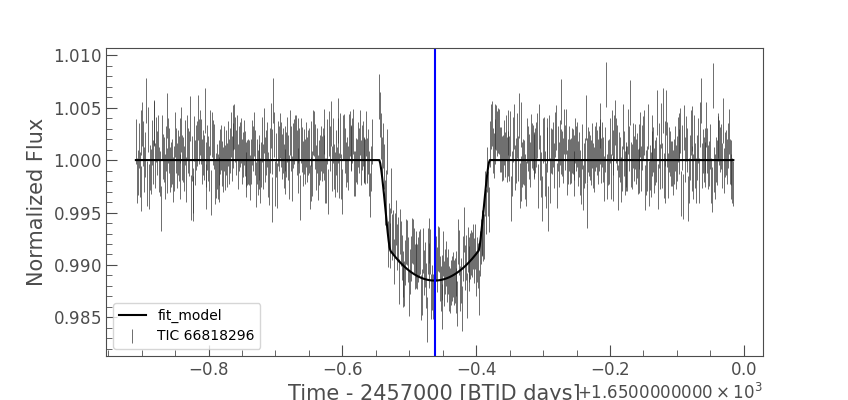 1.010
1.005
1.000
0.995
0.990
0.985
Normalized Flux
fit_model
TIC 66818296
−0.8
−0.6
−0.4
−0.2
0.0
Time - 2457000 [BTJD days]
+1.6500000000 × 10³